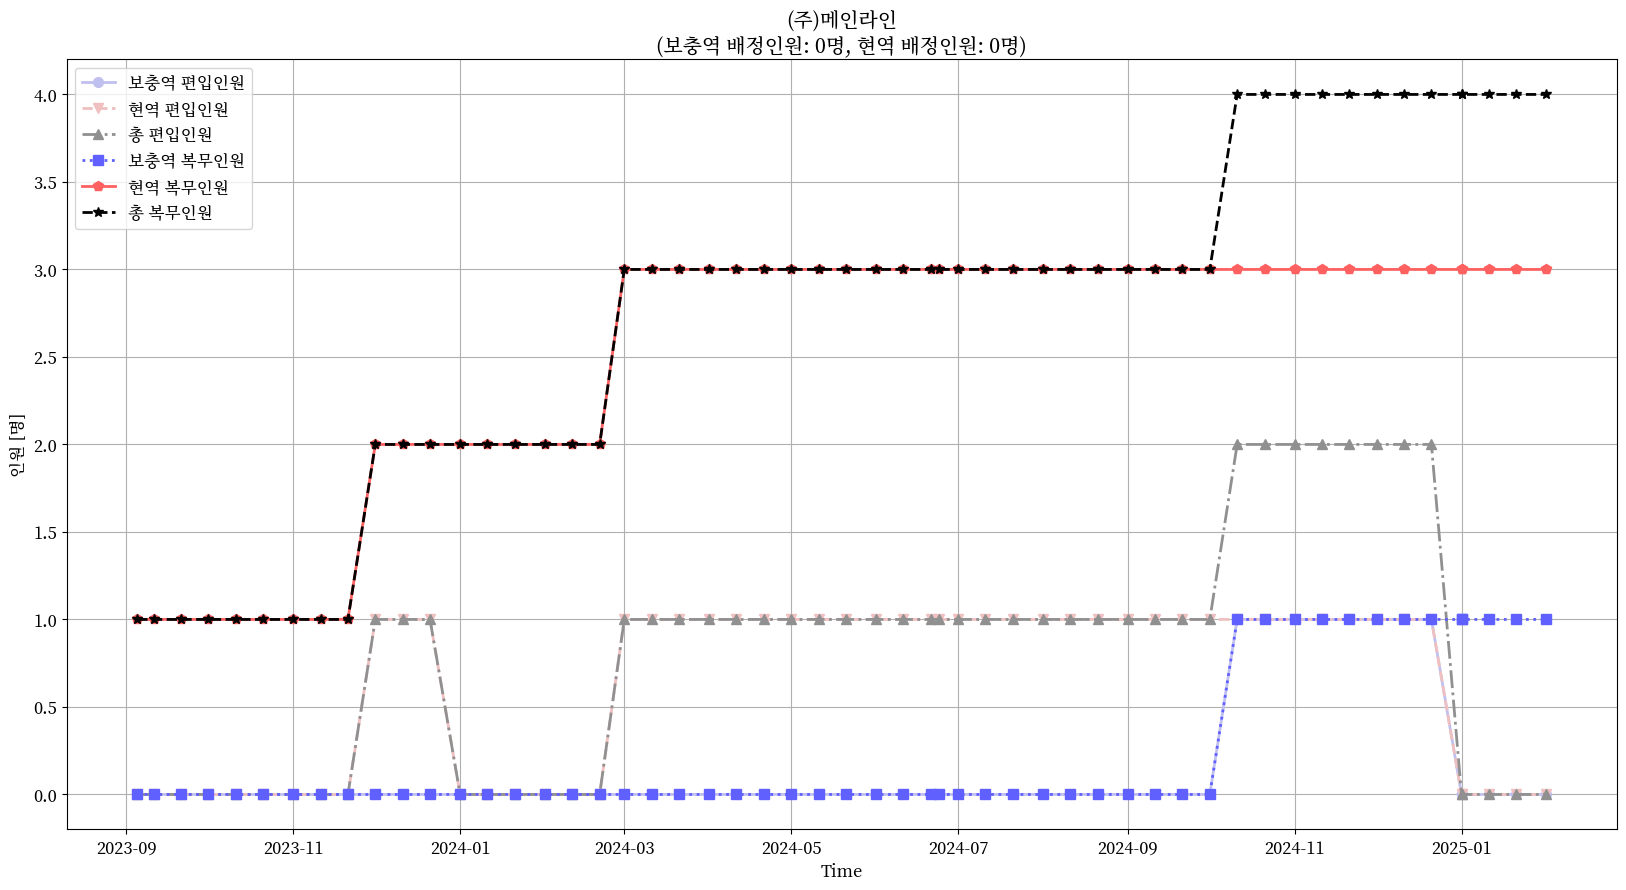 (주)메인라인
(보충역 배정인원: 0명, 현역 배정인원: 0명)
보충역 편입인원
현역 편입인원
총 편입인원
보충역 복무인원
현역 복무인원
총 복무인원
4.0
3.5
3.0
2.5
2.0
1.5
1.0
0.5
0.0
인원 [명]
2023-09
2023-11
2024-01
2024-03
2024-05
2024-07
2024-09
2024-11
2025-01
Time